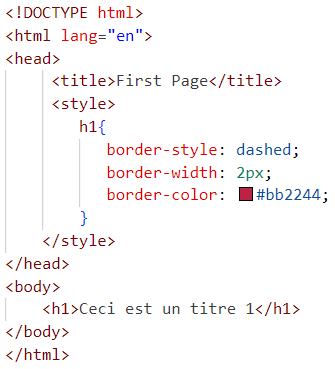 <!DOCTYPE html>
<html lang="en">
<head>
<title>First Page</title>
<style>
h1{
border-style: dashed;
border-width: 2px;
border-color: #bb2244;
}
</style>
</head>
<body>
<h1>Ceci est un titre 1</h1>
</body>
</html>